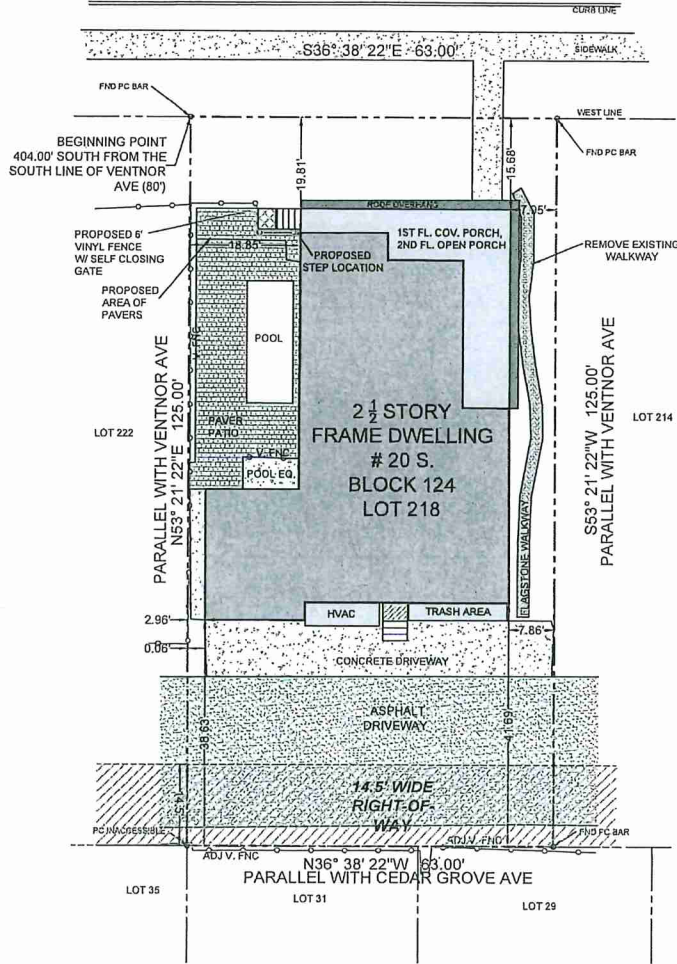 CURB LINE
S36° 38' 22"E 63.00'
SIDEWALK
FND PC BAR
WEST LINE
FND PC BAR
BEGINNING POINT
404.00' SOUTH FROM THE
SOUTH LINE OF VENTNOR
AVE (80')
19.81'
15.68'
ROOF OVERHANG
7.05'
PROPOSED 6'
VINYL FENCE
W/ SELF CLOSING
GATE
18.85'
PROPOSED
STEP LOCATION
1ST FL. COV. PORCH,
2ND FL. OPEN PORCH
REMOVE EXISTING
WALKWAY
PROPOSED
AREA OF
PAVERS
POOL
V. FNC
LOT 222
PARALLEL WITH VENTNOR AVE
N53° 21' 22"E 125.00'
PAVER
PATIO
V. FNC
POOL EQ.
2 1/2 STORY
FRAME DWELLING
# 20 S.
BLOCK 124
LOT 218
S53° 21' 22"W 125.00'
PARALLEL WITH VENTNOR AVE
LOT 214
FLAGSTONE WALKWAY
HVAC
TRASH AREA
2.96'
0.06'
7.86'
CONCRETE DRIVEWAY
ASPHALT
DRIVEWAY
38.63'
41.69'
14.5'
14.5' WIDE
RIGHT-OF-
WAY
PC INACCESSIBLE
FND PC BAR
ADJ V. FNC
ADJ V. FNC
N36° 38' 22"W 63.00'
PARALLEL WITH CEDAR GROVE AVE
LOT 35
LOT 31
LOT 29